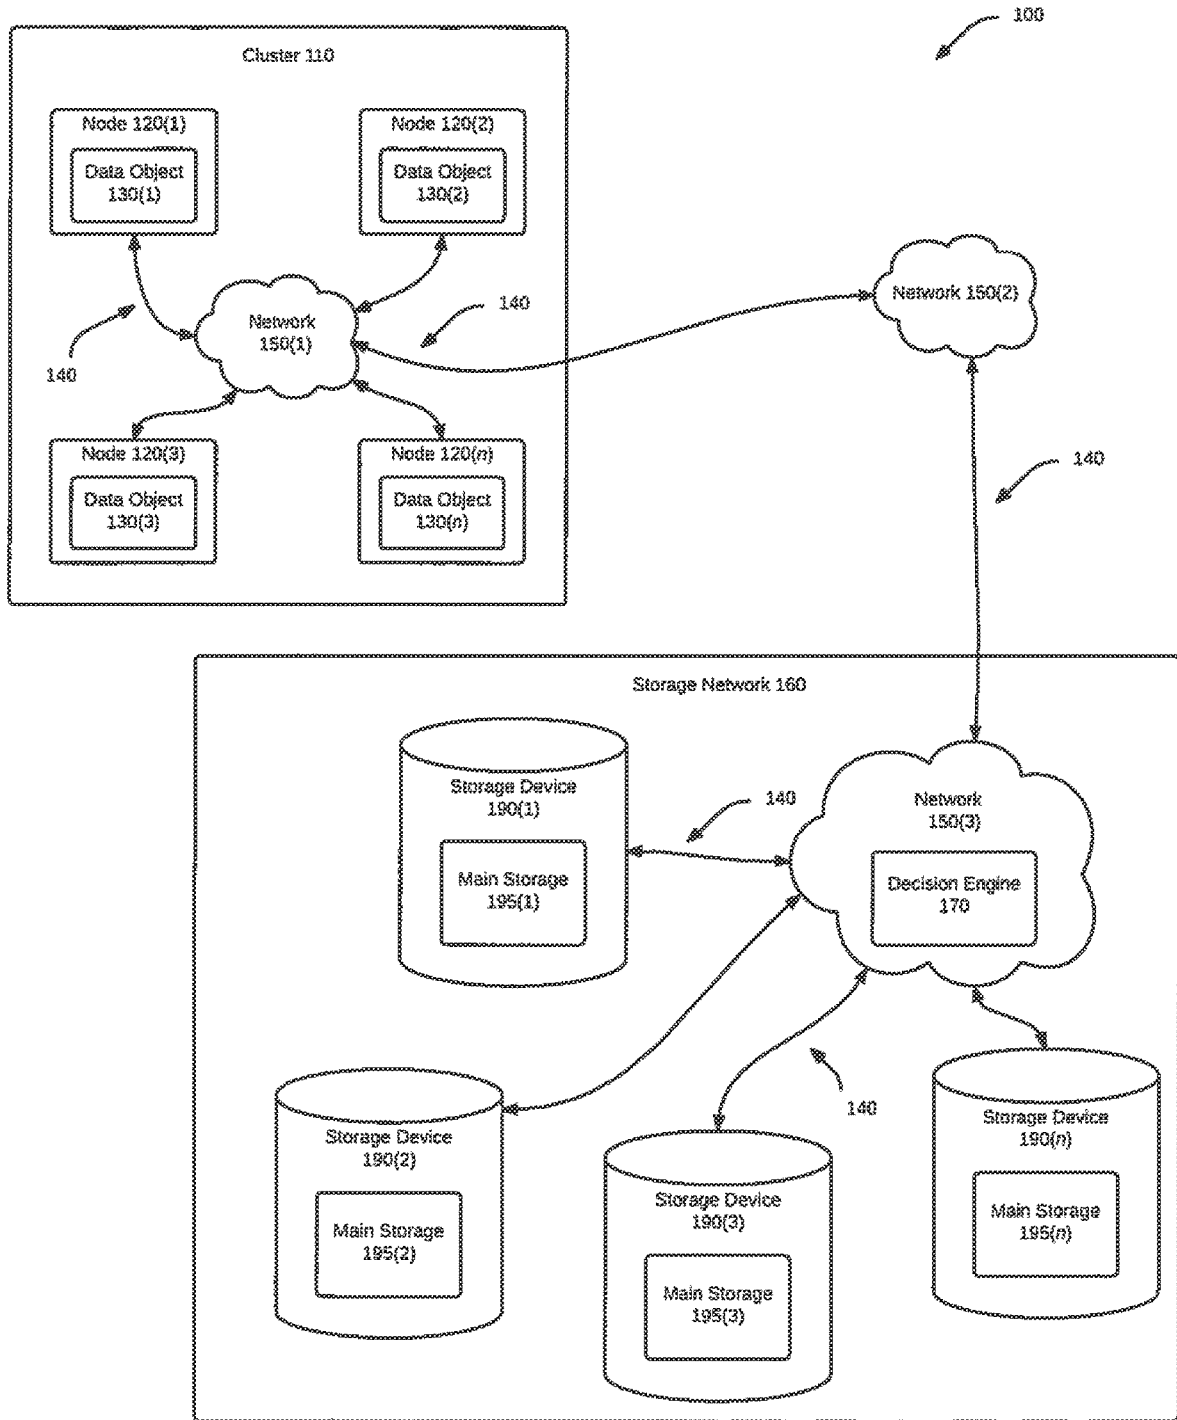 100
Cluster 110
Node 120(1)
Data Object
130(1)
Node 120(2)
Data Object
130(2)
Network
150(1)
140
140
Network 150(2)
Node 120(3)
Data Object
130(3)
Node 120(n)
Data Object
130(n)
140
Storage Network 160
Storage Device
190(1)
Main Storage
195(1)
140
Network
150(3)
Decision Engine
170
Storage Device
190(2)
Main Storage
195(2)
140
Storage Device
190(3)
Main Storage
195(3)
Storage Device
190(n)
Main Storage
195(n)